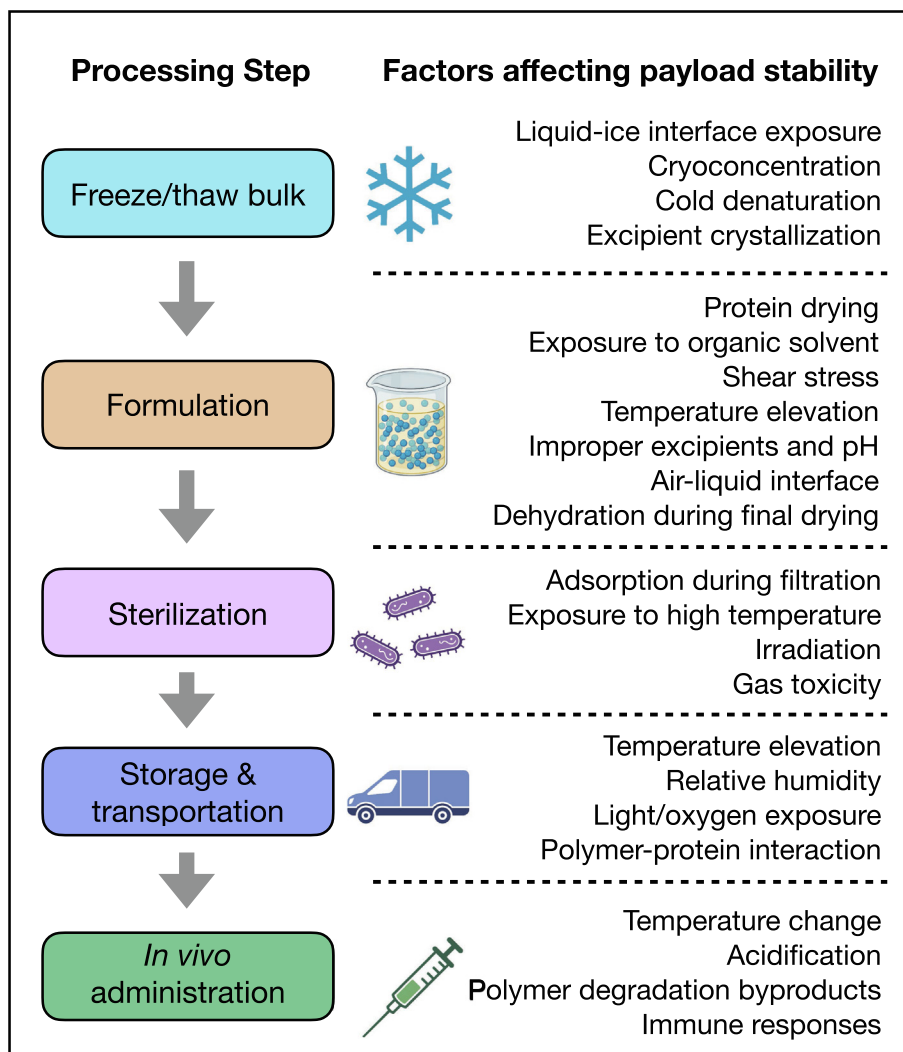 Processing Step
Factors affecting payload stability
Freeze/thaw bulk
Liquid-ice interface exposure
Cryoconcentration
Cold denaturation
Excipient crystallization
Formulation
Protein drying
Exposure to organic solvent
Shear stress
Temperature elevation
Improper excipients and pH
Air-liquid interface
Dehydration during final drying
Sterilization
Adsorption during filtration
Exposure to high temperature
Irradiation
Gas toxicity
Storage &
transportation
Temperature elevation
Relative humidity
Light/oxygen exposure
Polymer-protein interaction
In vivo
administration
Temperature change
Acidification
Polymer degradation byproducts
Immune responses